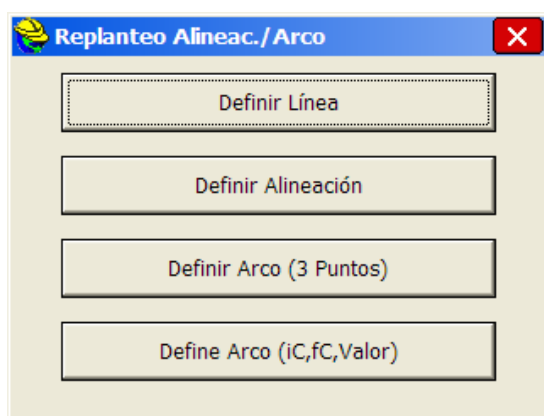 Replanteo Alineac./Arco
Definir Línea
Definir Alineación
Definir Arco (3 Puntos)
Define Arco (iC,fC,Valor)